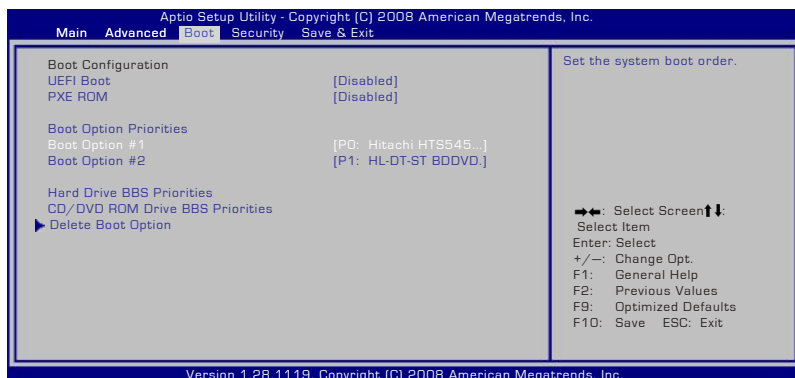 Aptio Setup Utility - Copyright (C) 2008 American Megatrends, Inc.
Main Advanced Boot Security Save & Exit
Boot Configuration
UEFI Boot [Disabled]
PXE ROM [Disabled]
Boot Option Priorities
Boot Option #1 [P0: Hitachi HTS545...]
Boot Option #2 [P1: HL-DT-ST BDDVD.]
Hard Drive BBS Priorities
CD/DVD ROM Drive BBS Priorities
Delete Boot Option
Set the system boot order.
→←: Select Screen↑↓:
Select Item
Enter: Select
+/—: Change Opt.
F1: General Help
F2: Previous Values
F9: Optimized Defaults
F10: Save ESC: Exit
Version 1.28.1119. Copyright (C) 2008 American Megatrends, Inc.